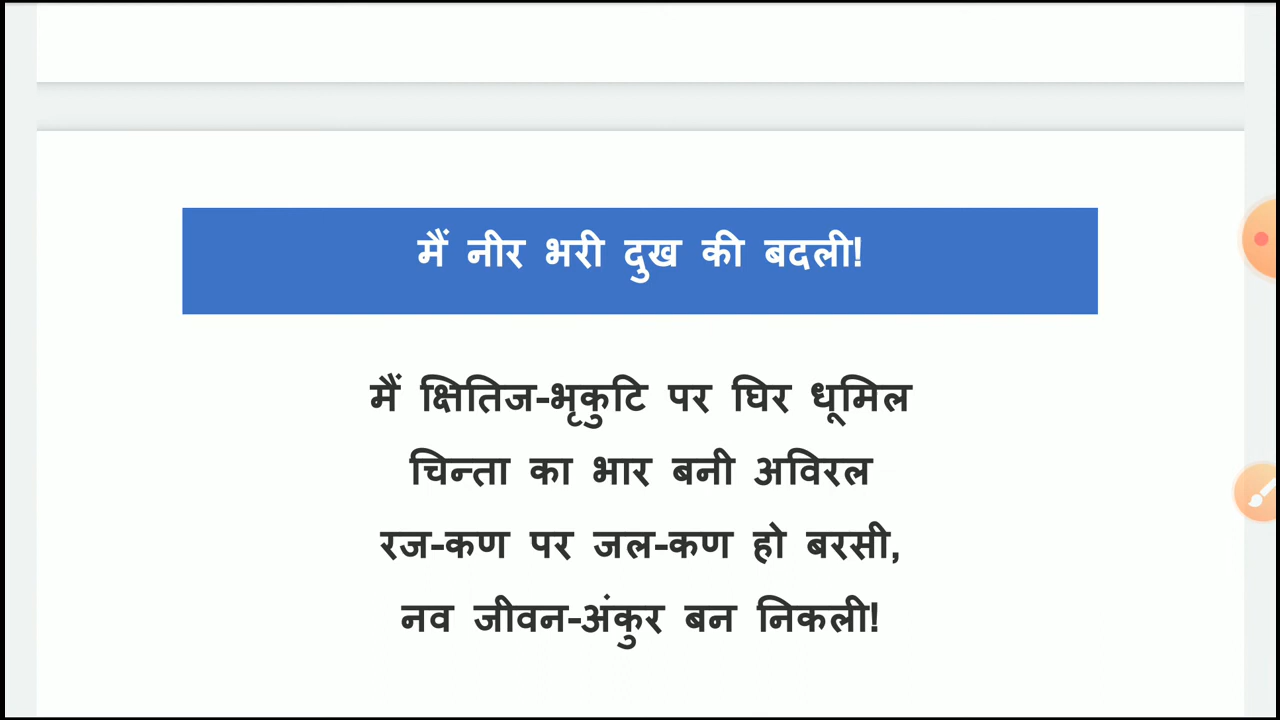 मैं नीर भरी दुख की बदली!
मैं क्षितिज-भृकुटि पर घिर धूमिल
चिन्ता का भार बनी अविरल
रज-कण पर जल-कण हो बरसी,
नव जीवन-अंकुर बन निकली!